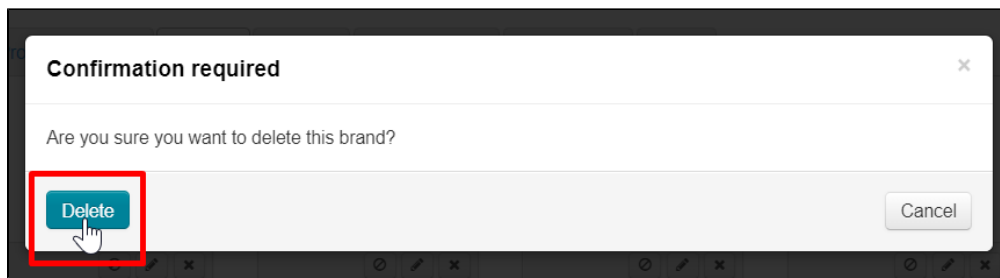 Confirmation required
×
Are you sure you want to delete this brand?
Delete
Cancel